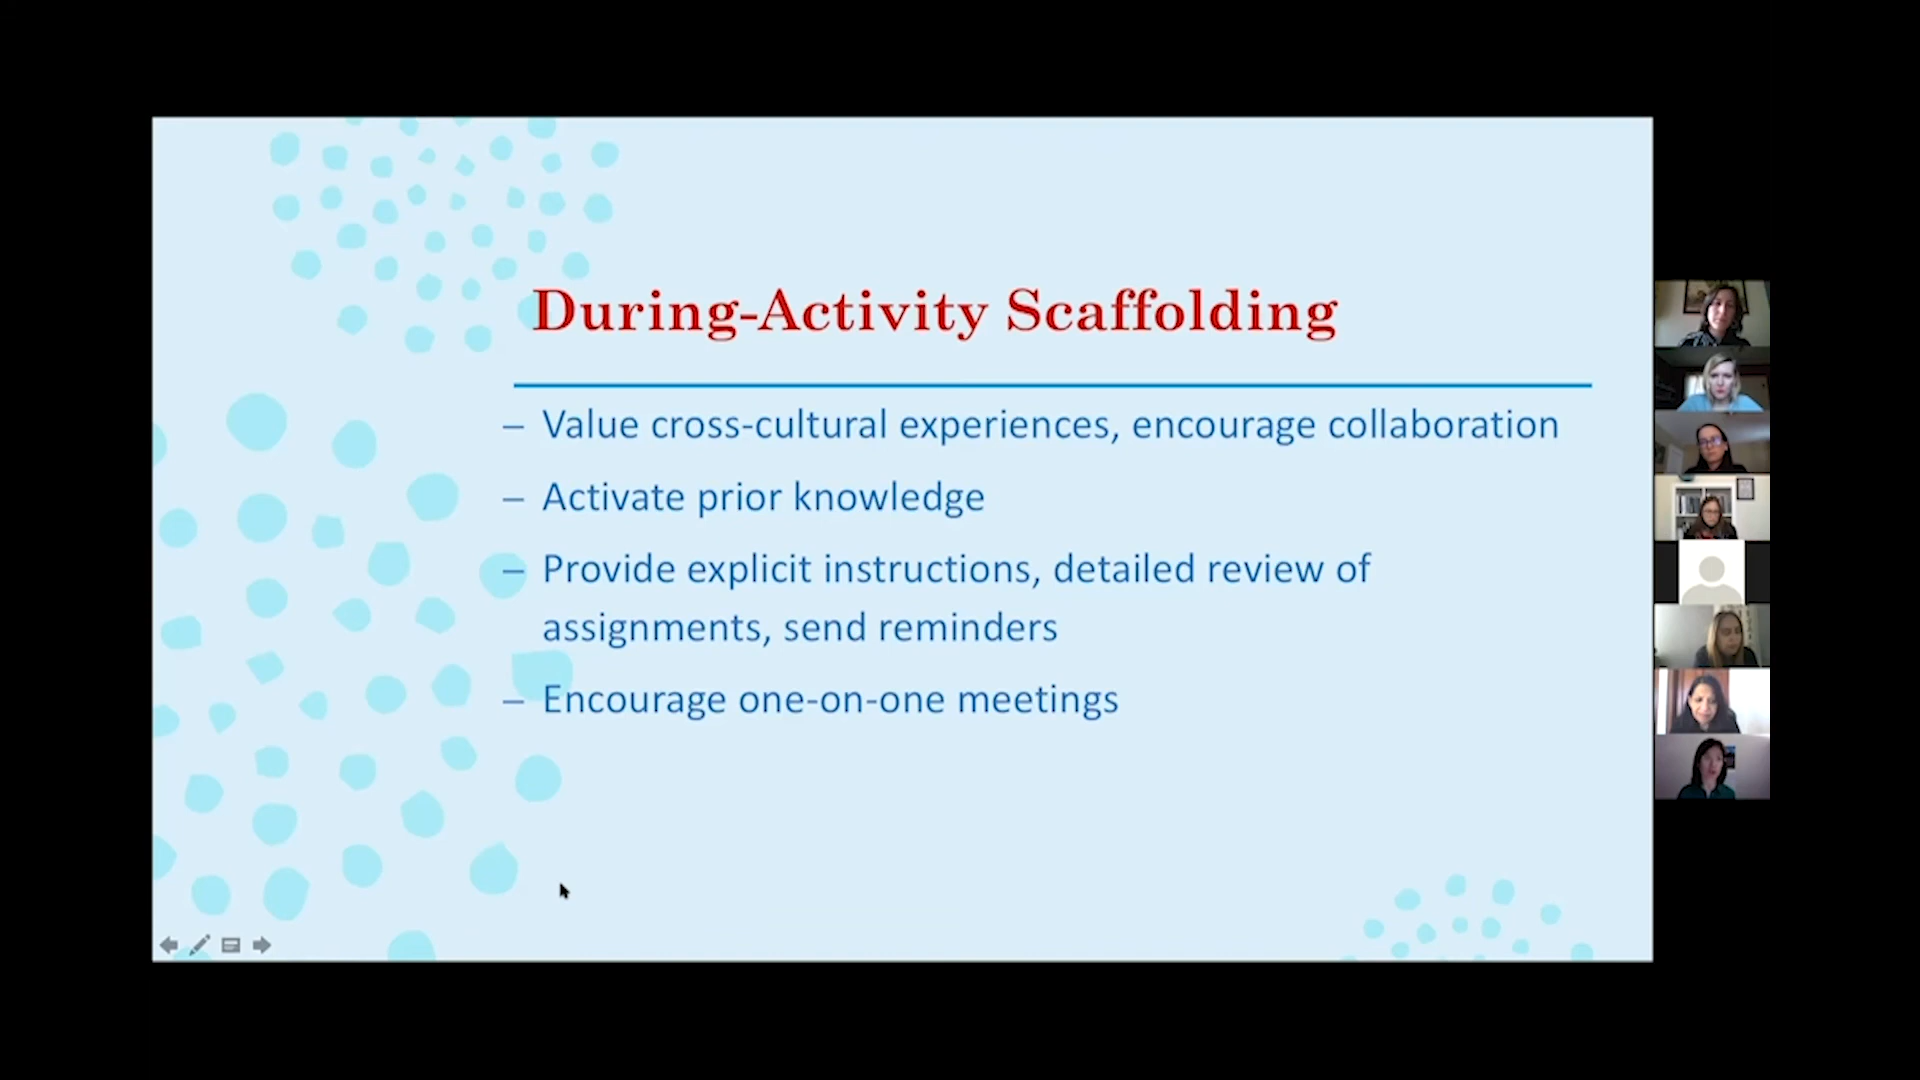 During-Activity Scaffolding
– Value cross-cultural experiences, encourage collaboration
– Activate prior knowledge
– Provide explicit instructions, detailed review of
assignments, send reminders
– Encourage one-on-one meetings